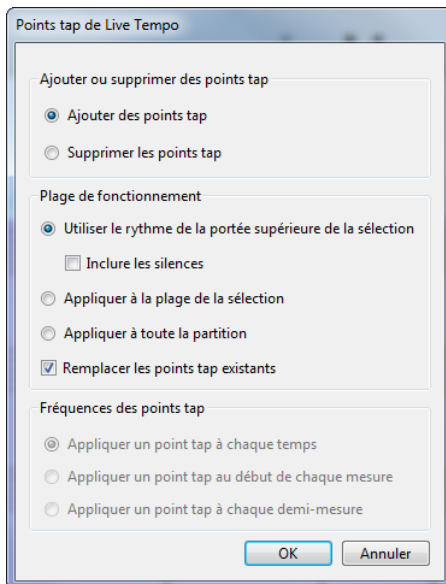 Points tap de Live Tempo
Ajouter ou supprimer des points tap
Ajouter des points tap
Supprimer les points tap
Plage de fonctionnement
Utiliser le rythme de la portée supérieure de la sélection
Inclure les silences
Appliquer à la plage de la sélection
Appliquer à toute la partition
Remplacer les points tap existants
Fréquences des points tap
Appliquer un point tap à chaque temps
Appliquer un point tap au début de chaque mesure
Appliquer un point tap à chaque demi-mesure
OK
Annuler